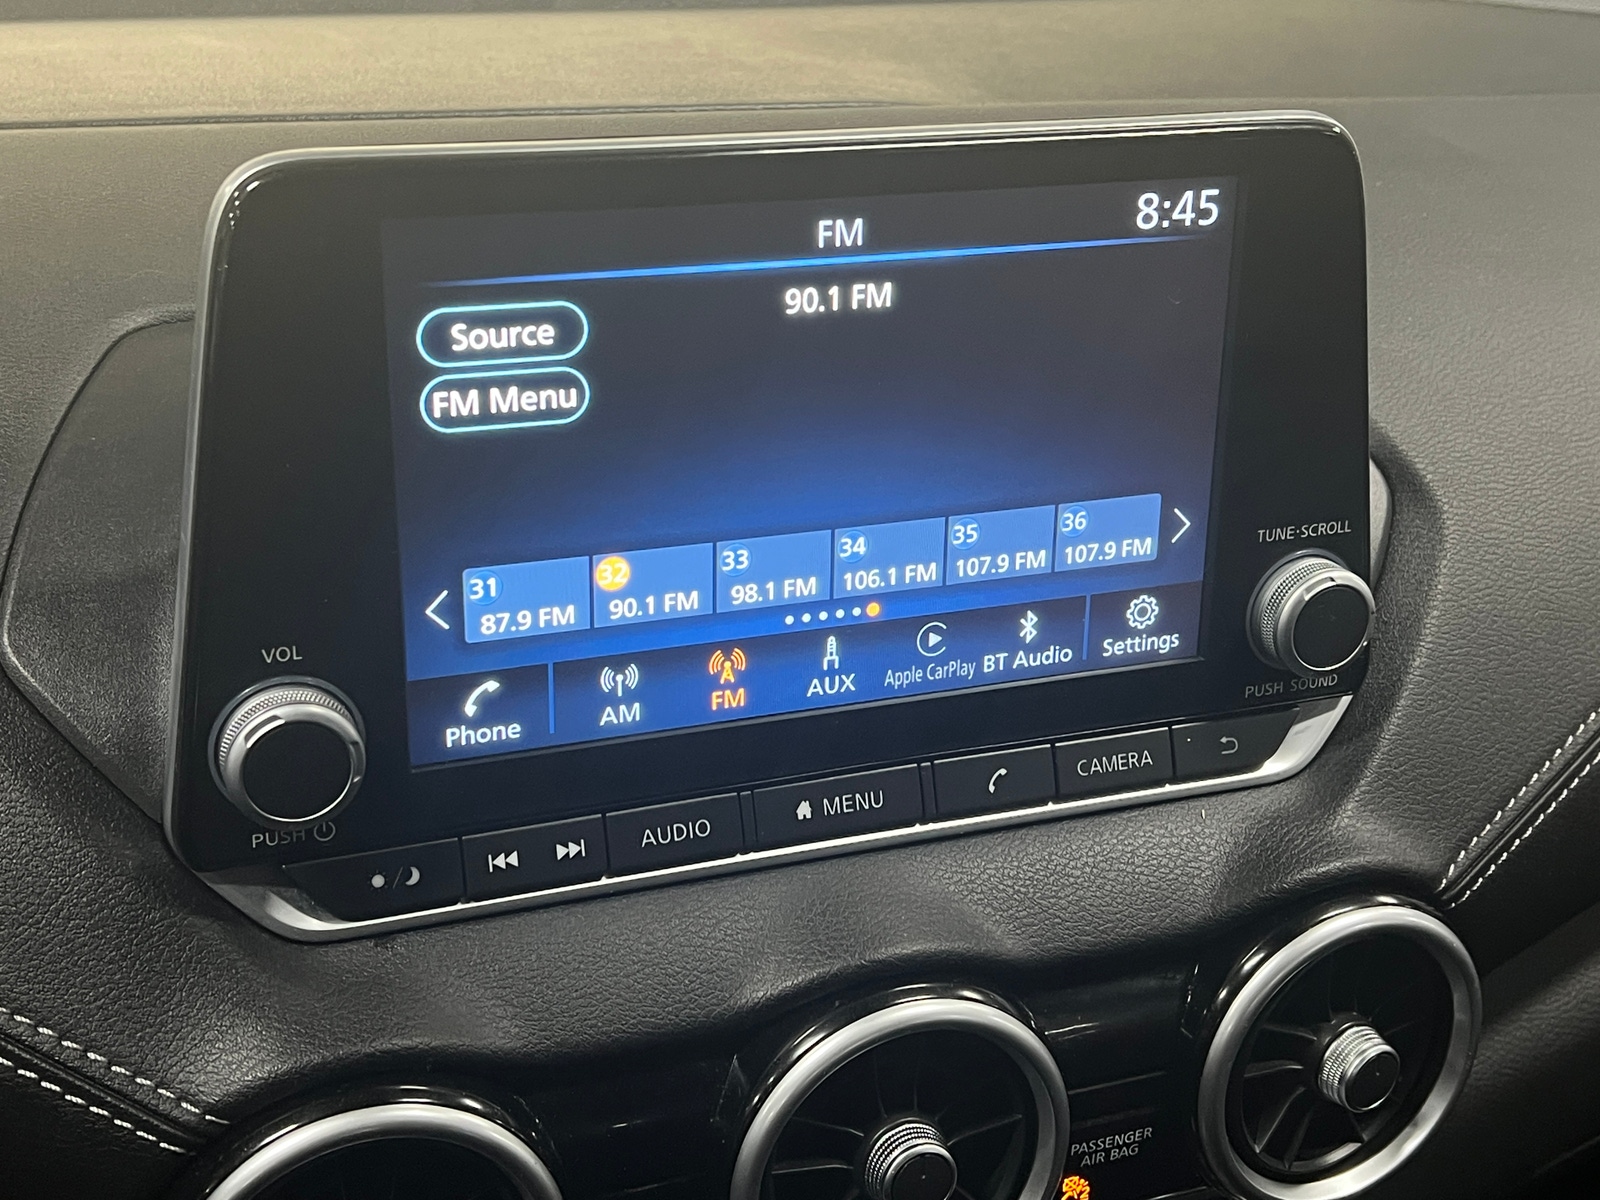 8:45
FM
90.1 FM
Source
FM Menu
31 32 33 34 35 36
87.9 FM 90.1 FM 98.1 FM 106.1 FM 107.9 FM 107.9 FM
Phone AM FM AUX Apple CarPlay BT Audio Settings
TUNE·SCROLL
PUSH SOUND
VOL
PUSH
AUDIO MENU CAMERA
PASSENGER
AIR BAG